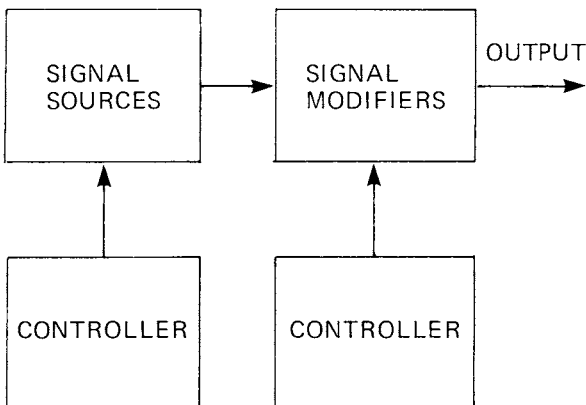 SIGNAL
SOURCES
SIGNAL
MODIFIERS
OUTPUT
CONTROLLER
CONTROLLER